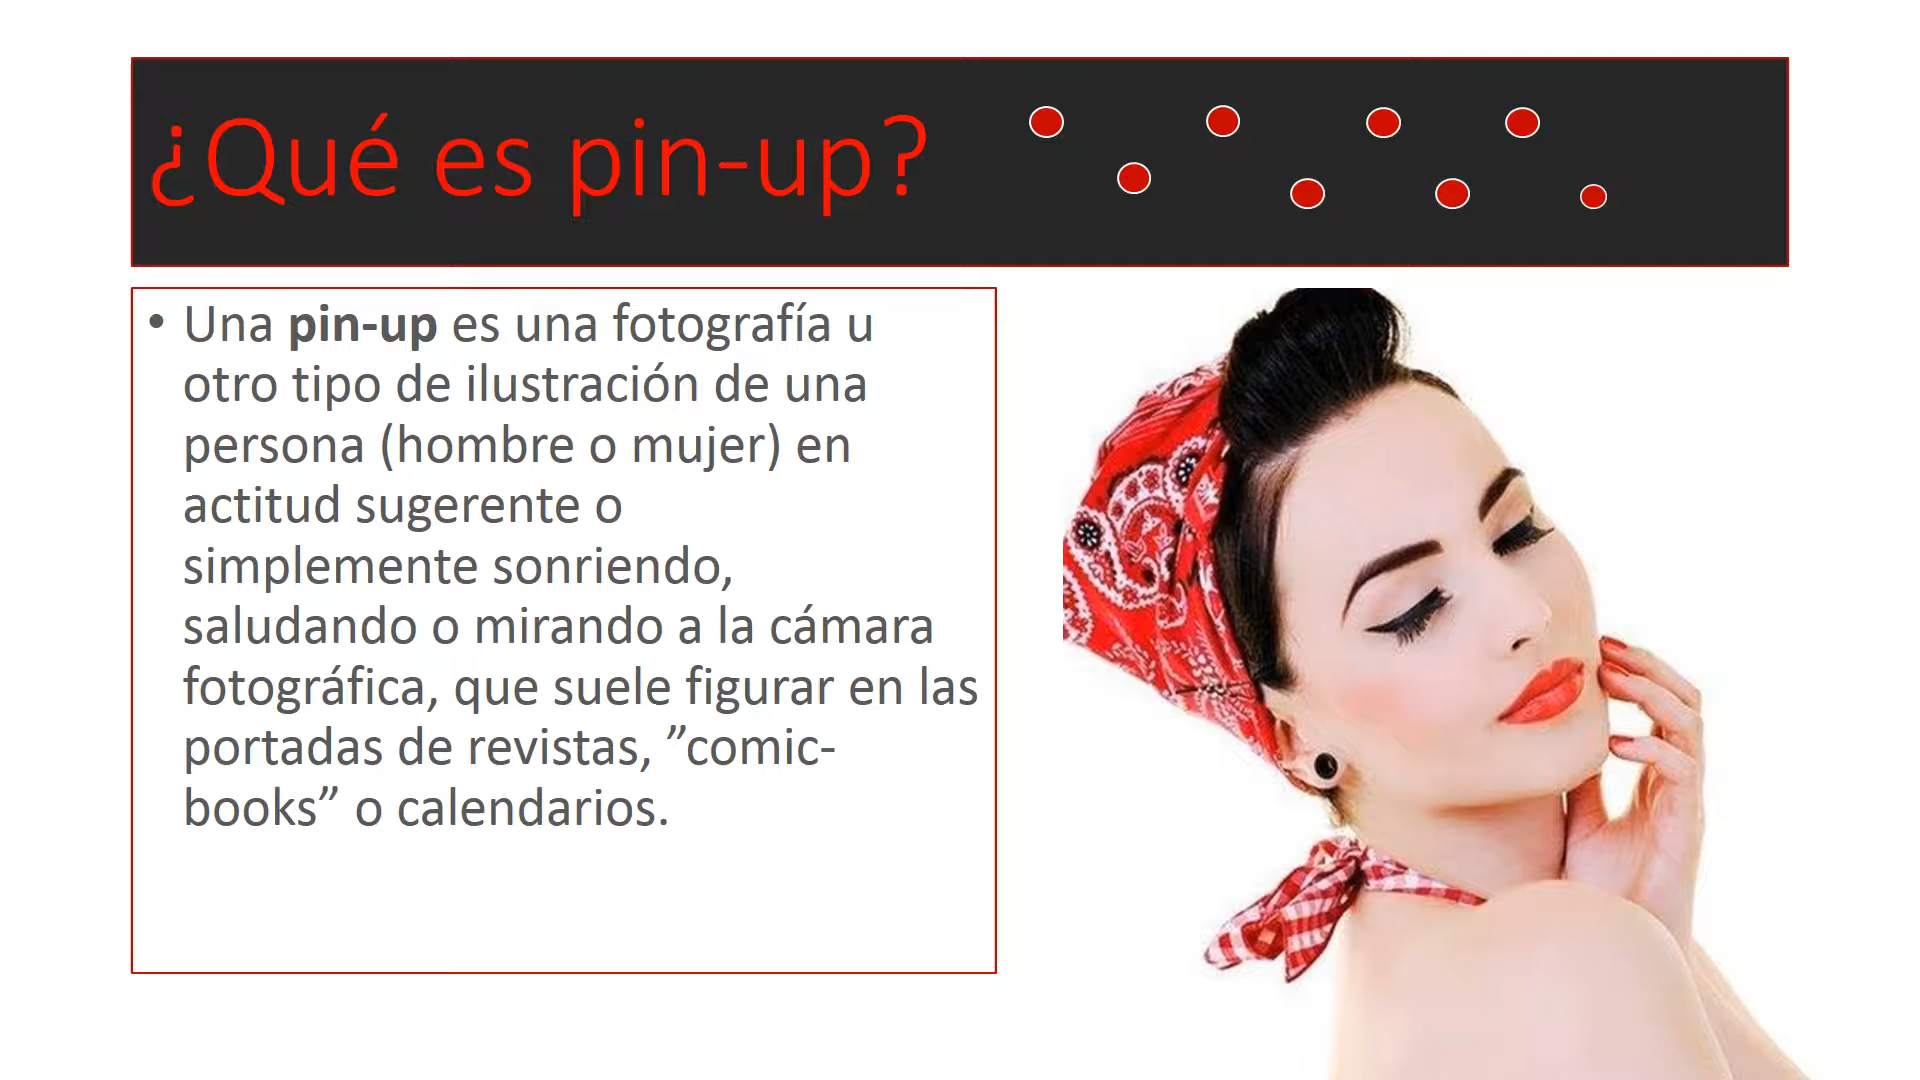 ¿Qué es pin-up?
• Una pin-up es una fotografía u
otro tipo de ilustración de una
persona (hombre o mujer) en
actitud sugerente o
simplemente sonriendo,
saludando o mirando a la cámara
fotográfica, que suele figurar en las
portadas de revistas, ”comic-
books” o calendarios.